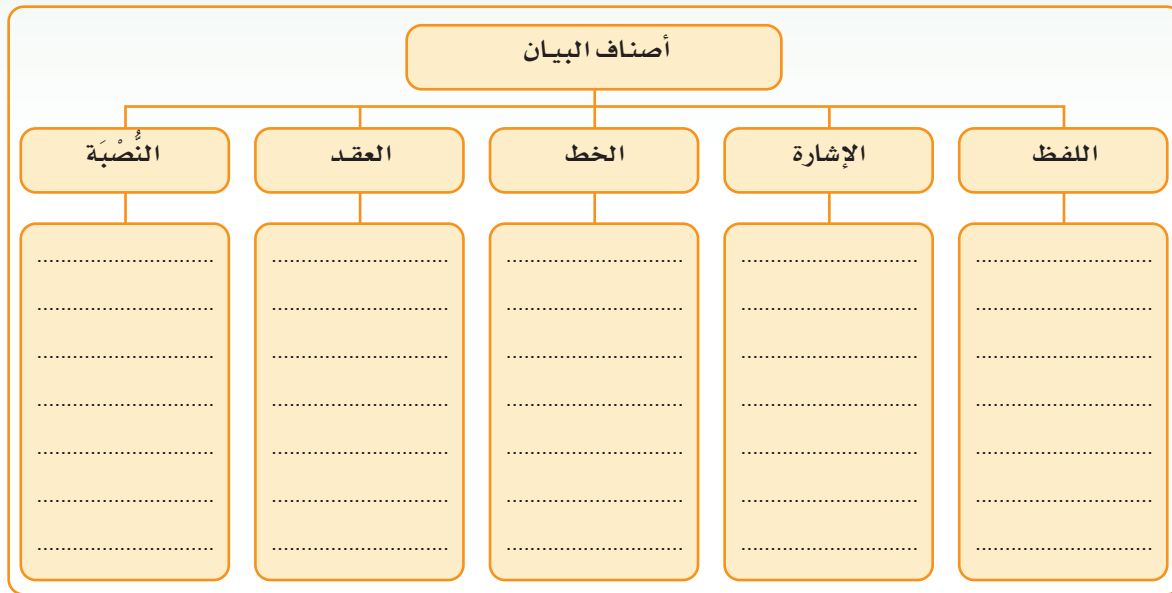 أصناف البيان
اللفظ
الإشارة
الخط
العقد
النُّصْبَة